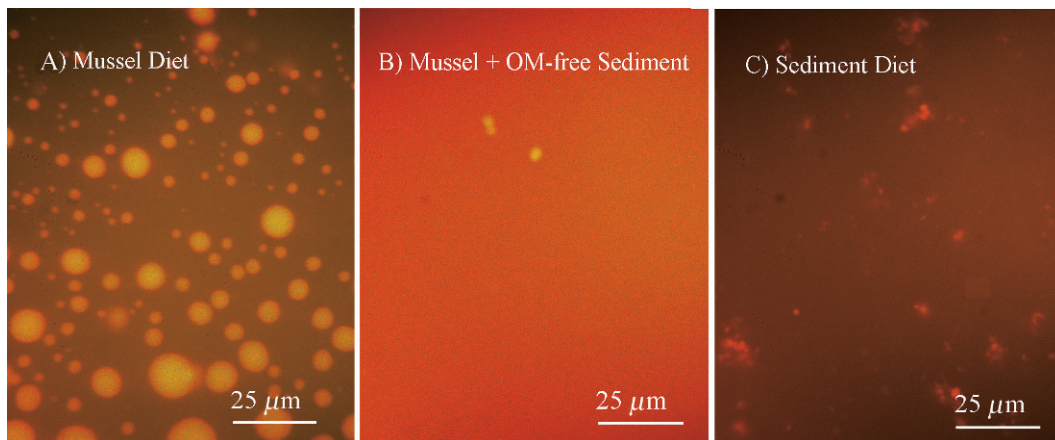 A) Mussel Diet
B) Mussel + OM-free Sediment
C) Sediment Diet
25 μm
25 μm
25 μm